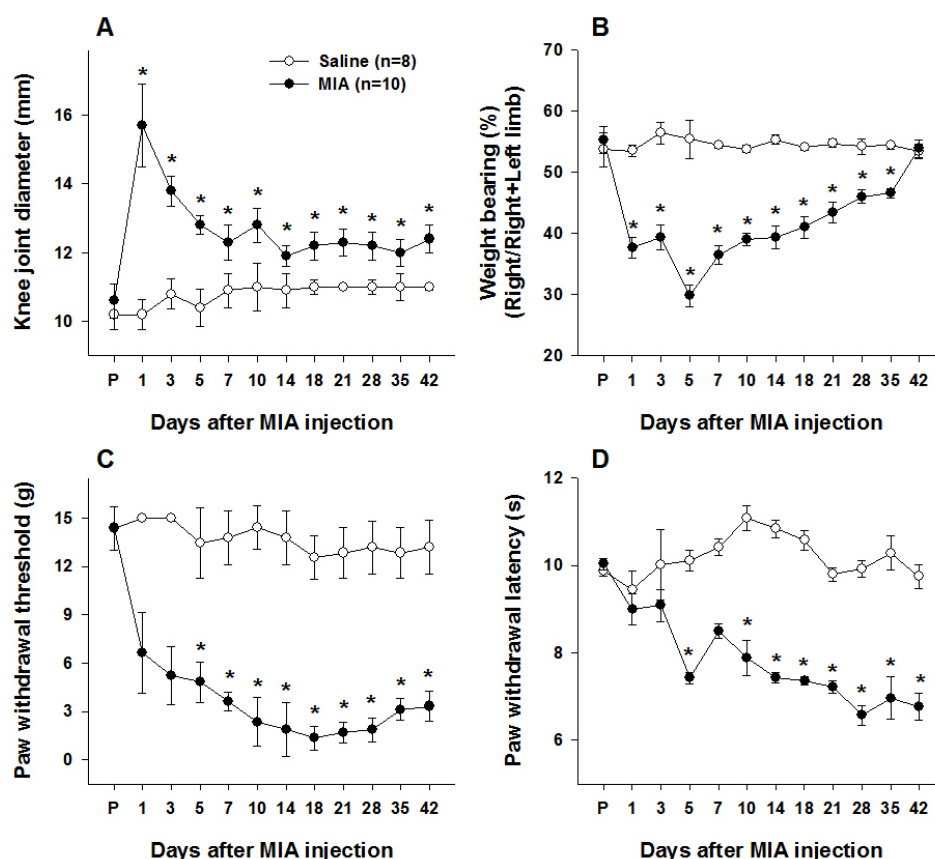 A
Saline (n=8)
MIA (n=10)
Knee joint diameter (mm)
16
14
12
10
* * * * * * * * * * *
P 1 3 5 7 10 14 18 21 28 35 42
Days after MIA injection
B
Weight bearing (%)
(Right/Right+Left limb)
70
60
50
40
30
20
* * * * * * * * * *
P 1 3 5 7 10 14 18 21 28 35 42
Days after MIA injection
C
Paw withdrawal threshold (g)
15
12
9
6
3
0
* * * * * * * * *
P 1 3 5 7 10 14 18 21 28 35 42
Days after MIA injection
D
Paw withdrawal latency (s)
12
10
8
6
* * * * * * * *
P 1 3 5 7 10 14 18 21 28 35 42
Days after MIA injection